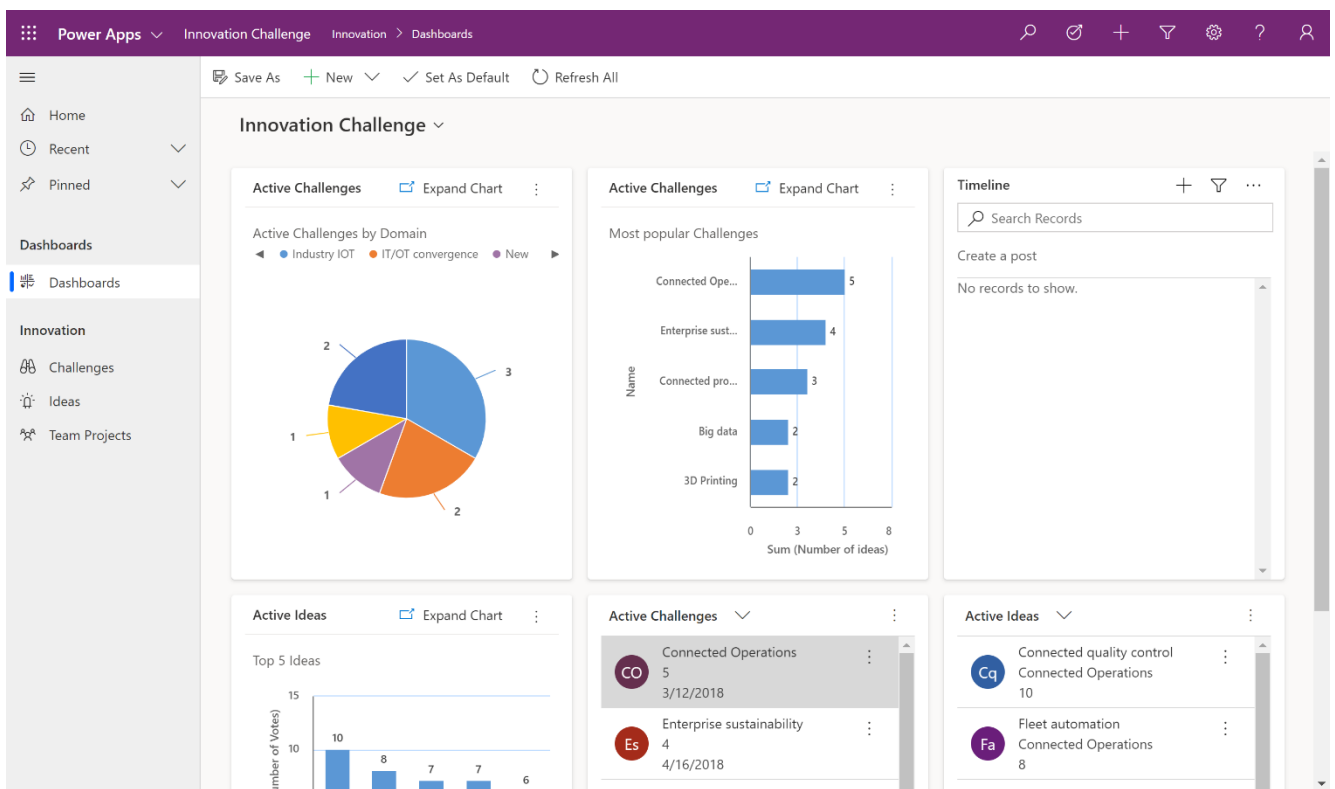 Power Apps Innovation Challenge Innovation > Dashboards
Save As New Set As Default Refresh All
Home
Recent
Pinned
Dashboards
Dashboards
Innovation
Challenges
Ideas
Team Projects
Innovation Challenge
Active Challenges Expand Chart
Active Challenges by Domain
Industry IOT IT/OT convergence New
2
3
1
1
2
Active Challenges Expand Chart
Most popular Challenges
Name
Connected Ope... 5
Enterprise sust... 4
Connected pro... 3
Big data 2
3D Printing 2
0 3 5 8
Sum (Number of ideas)
Timeline
Search Records
Create a post
No records to show.
Active Ideas Expand Chart
Top 5 Ideas
15
10
of Votes)
10
8
7
7
6
Active Challenges
CO
Connected Operations
5
3/12/2018
Es
Enterprise sustainability
4
4/16/2018
Active Ideas
Cq
Connected quality control
Connected Operations
10
Fa
Fleet automation
Connected Operations
8